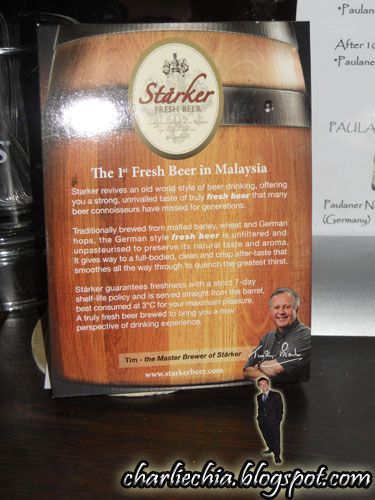 Stärker
FRESH BEER
The 1st Fresh Beer in Malaysia
Starker revives an old world style of beer drinking, offering
you a strong, unrivalled taste of truly fresh beer that many
beer connoisseurs have missed for generations.
Traditionally brewed from malted barley, wheat and German
hops, the German style fresh beer is unfiltered and
unpasteurised to preserve its natural taste and aroma.
It gives way to a full-bodied, clean and crisp after-taste that
smoothes all the way through to quench the greatest thirst.
Stärker guarantees freshness with a strict 7-day
shelf-life policy and is served straight from the barrel,
best consumed at 3°C for your maximum pleasure.
A truly fresh beer brewed to bring you a new
perspective of drinking experience.
Tim - the Master Brewer of Stärker
www.starkerbeer.com
After 10
PAULA
Paulaner N
(Germany)
charliechia.blogspot.com